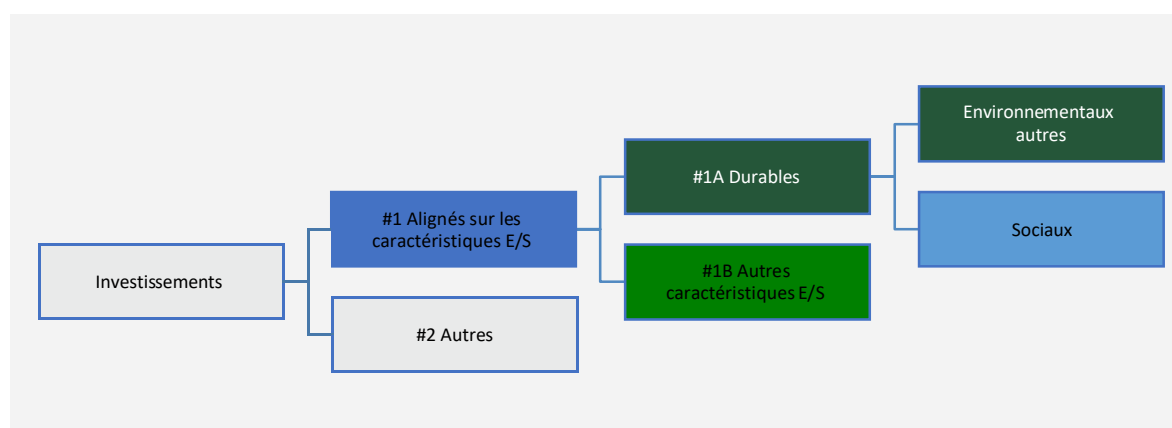 Investissements
#1 Alignés sur les
caractéristiques E/S
#2 Autres
#1A Durables
#1B Autres
caractéristiques E/S
Environnementaux
autres
Sociaux